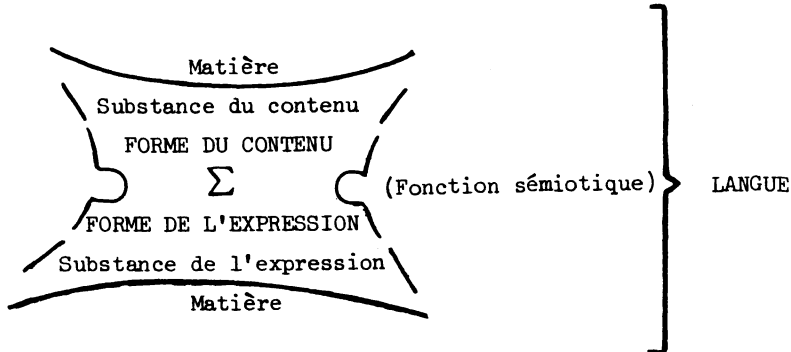 Matière
Substance du contenu
FORME DU CONTENU
Σ (Fonction sémiotique) LANGUE
FORME DE L'EXPRESSION
Substance de l'expression
Matière